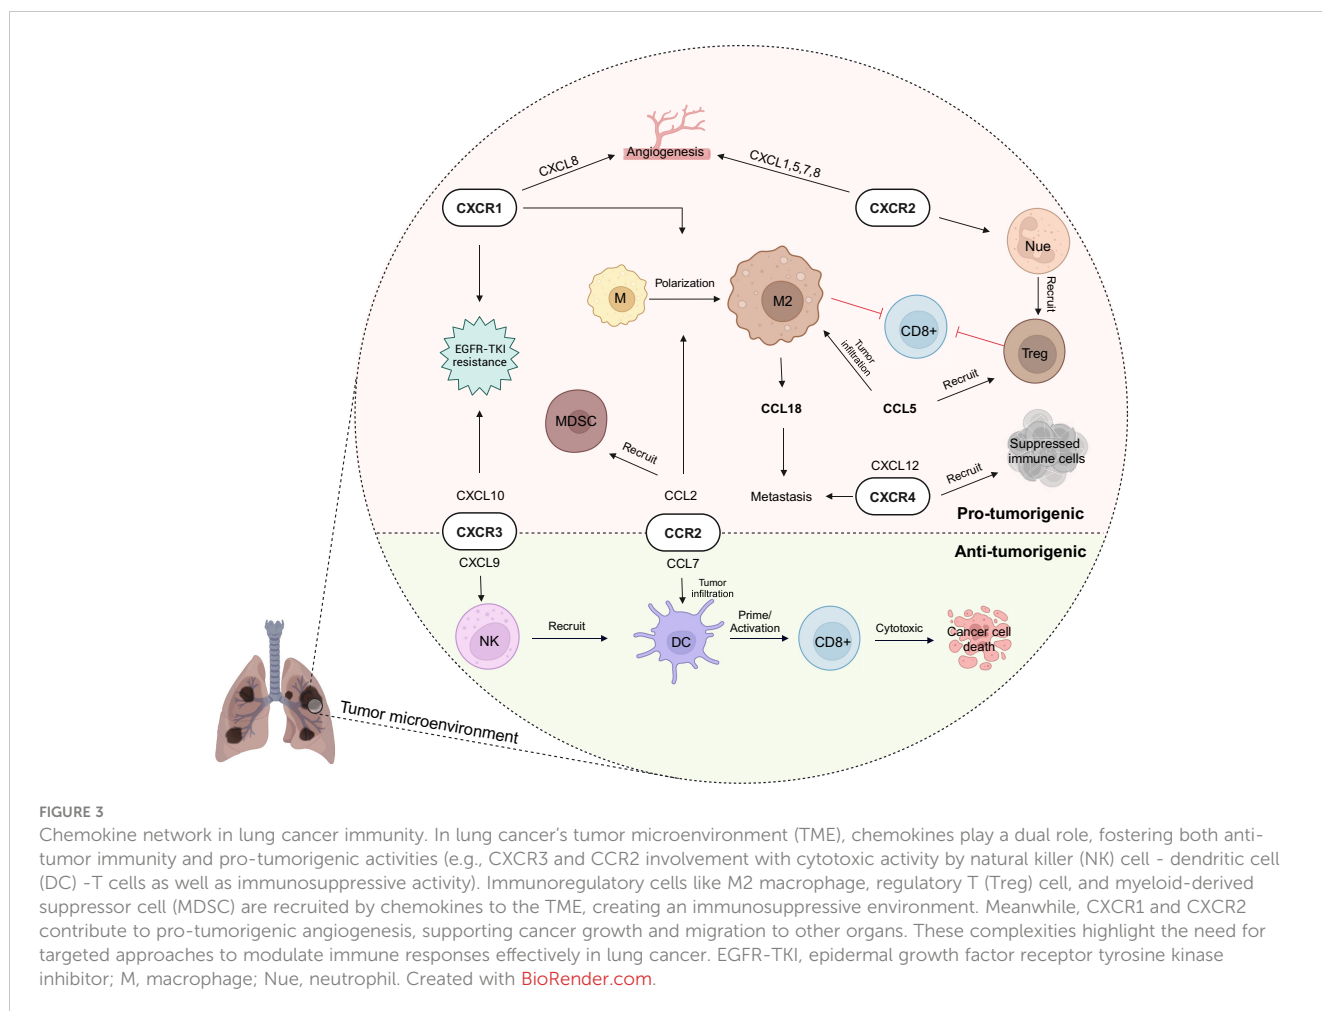 Angiogenesis
CXCL8
CXCL1,5,7,8
CXCR1
CXCR2
Nue
Recruit
Polarization
M
M2
CD8+
Treg
EGFR-TKI
resistance
Tumor
infiltration
Recruit
CCL18
CCL5
MDSC
Recruit
Suppressed
immune cells
CXCL12
Recruit
CXCL10
CCL2
Metastasis
CXCR4
Pro-tumorigenic
CXCR3
CCR2
Anti-tumorigenic
CXCL9
CCL7
Tumor
infiltration
NK
Recruit
DC
Prime/
Activation
CD8+
Cytotoxic
Cancer cell
death
Tumor microenvironment
FIGURE 3
Chemokine network in lung cancer immunity. In lung cancer's tumor microenvironment (TME), chemokines play a dual role, fostering both anti-
tumor immunity and pro-tumorigenic activities (e.g., CXCR3 and CCR2 involvement with cytotoxic activity by natural killer (NK) cell - dendritic cell
(DC) -T cells as well as immunosuppressive activity). Immunoregulatory cells like M2 macrophage, regulatory T (Treg) cell, and myeloid-derived
suppressor cell (MDSC) are recruited by chemokines to the TME, creating an immunosuppressive environment. Meanwhile, CXCR1 and CXCR2
contribute to pro-tumorigenic angiogenesis, supporting cancer growth and migration to other organs. These complexities highlight the need for
targeted approaches to modulate immune responses effectively in lung cancer. EGFR-TKI, epidermal growth factor receptor tyrosine kinase
inhibitor; M, macrophage; Nue, neutrophil. Created with BioRender.com.